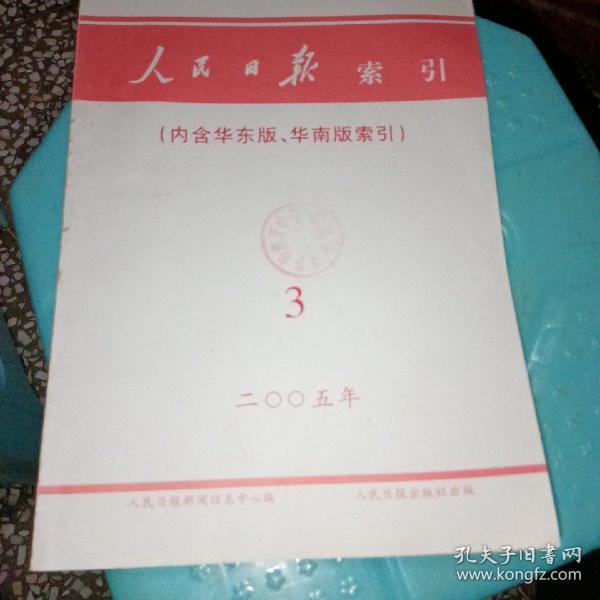 人民日报 索引
(内含华东版、华南版索引)
3
二〇〇五年
人民日报新闻信息中心编 人民日报出版社出版
孔夫子旧书网
www.kongfz.com